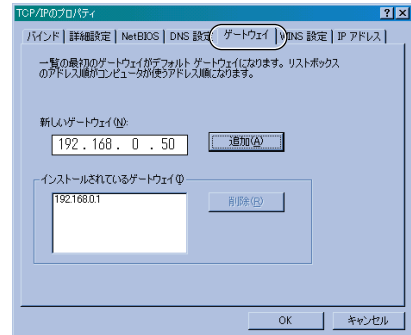 TCP/IPのプロパティ
バインド 詳細設定 NetBIOS DNS 設定 ゲートウェイ WINS 設定 IP アドレス
一覧の最初のゲートウェイがデフォルト ゲートウェイになります。リストボックス
のアドレス順がコンピュータが使うアドレス順になります。
新しいゲートウェイ(N):
192.168. 0 .50 追加(A)
インストールされているゲートウェイ(I)
192.168.0.1 削除(R)
OK キャンセル